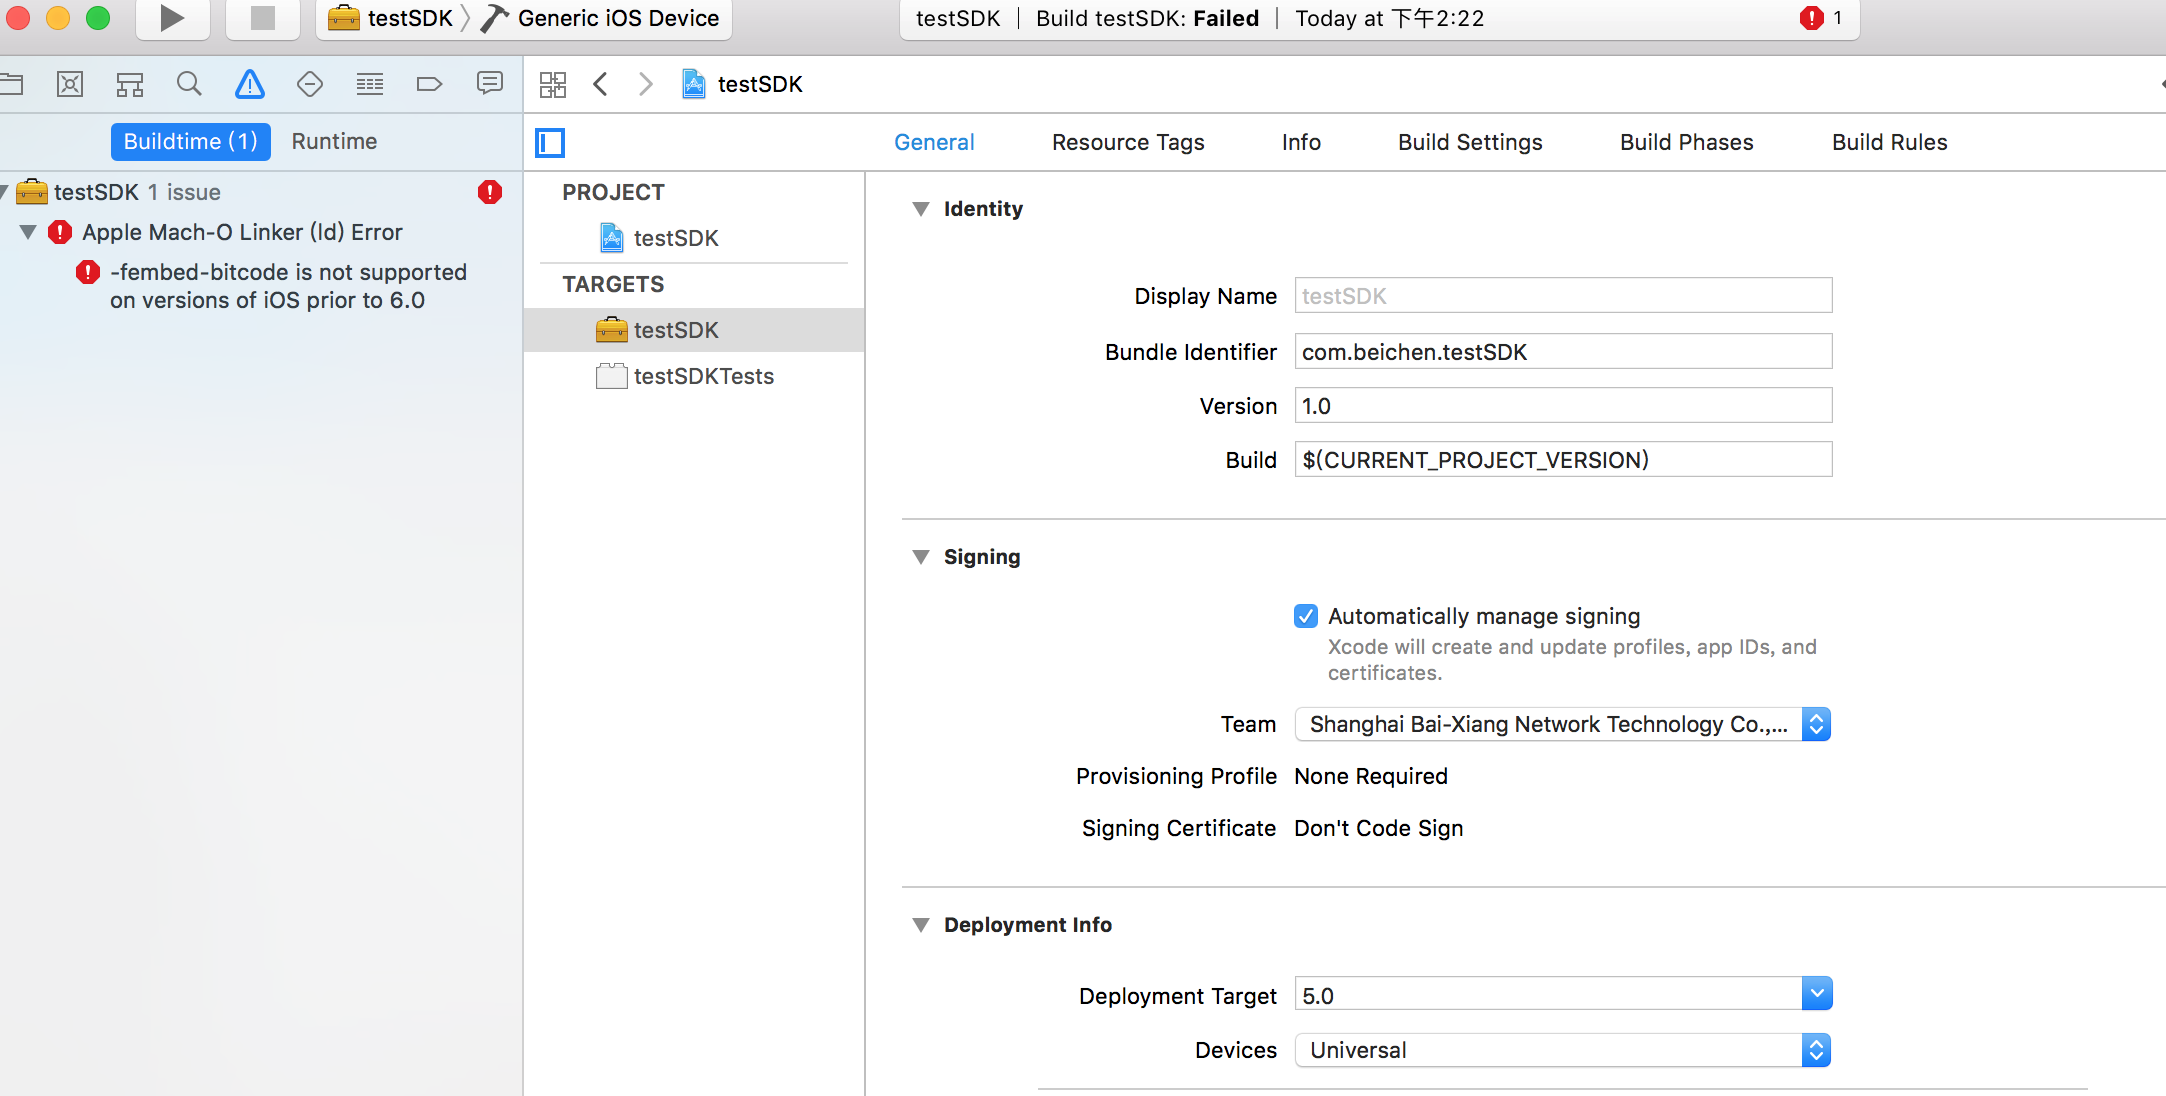 testSDK 〉 Generic iOS Device
testSDK | Build testSDK: Failed | Today at 下午2:22
1
testSDK
Buildtime (1) Runtime
General Resource Tags Info Build Settings Build Phases Build Rules
testSDK 1 issue
Apple Mach-O Linker (ld) Error
-fembed-bitcode is not supported
on versions of iOS prior to 6.0
PROJECT
testSDK
TARGETS
testSDK
testSDKTests
Identity
Display Name testSDK
Bundle Identifier com.beichen.testSDK
Version 1.0
Build $(CURRENT_PROJECT_VERSION)
Signing
Automatically manage signing
Xcode will create and update profiles, app IDs, and
certificates.
Team Shanghai Bai-Xiang Network Technology Co.,...
Provisioning Profile None Required
Signing Certificate Don't Code Sign
Deployment Info
Deployment Target 5.0
Devices Universal